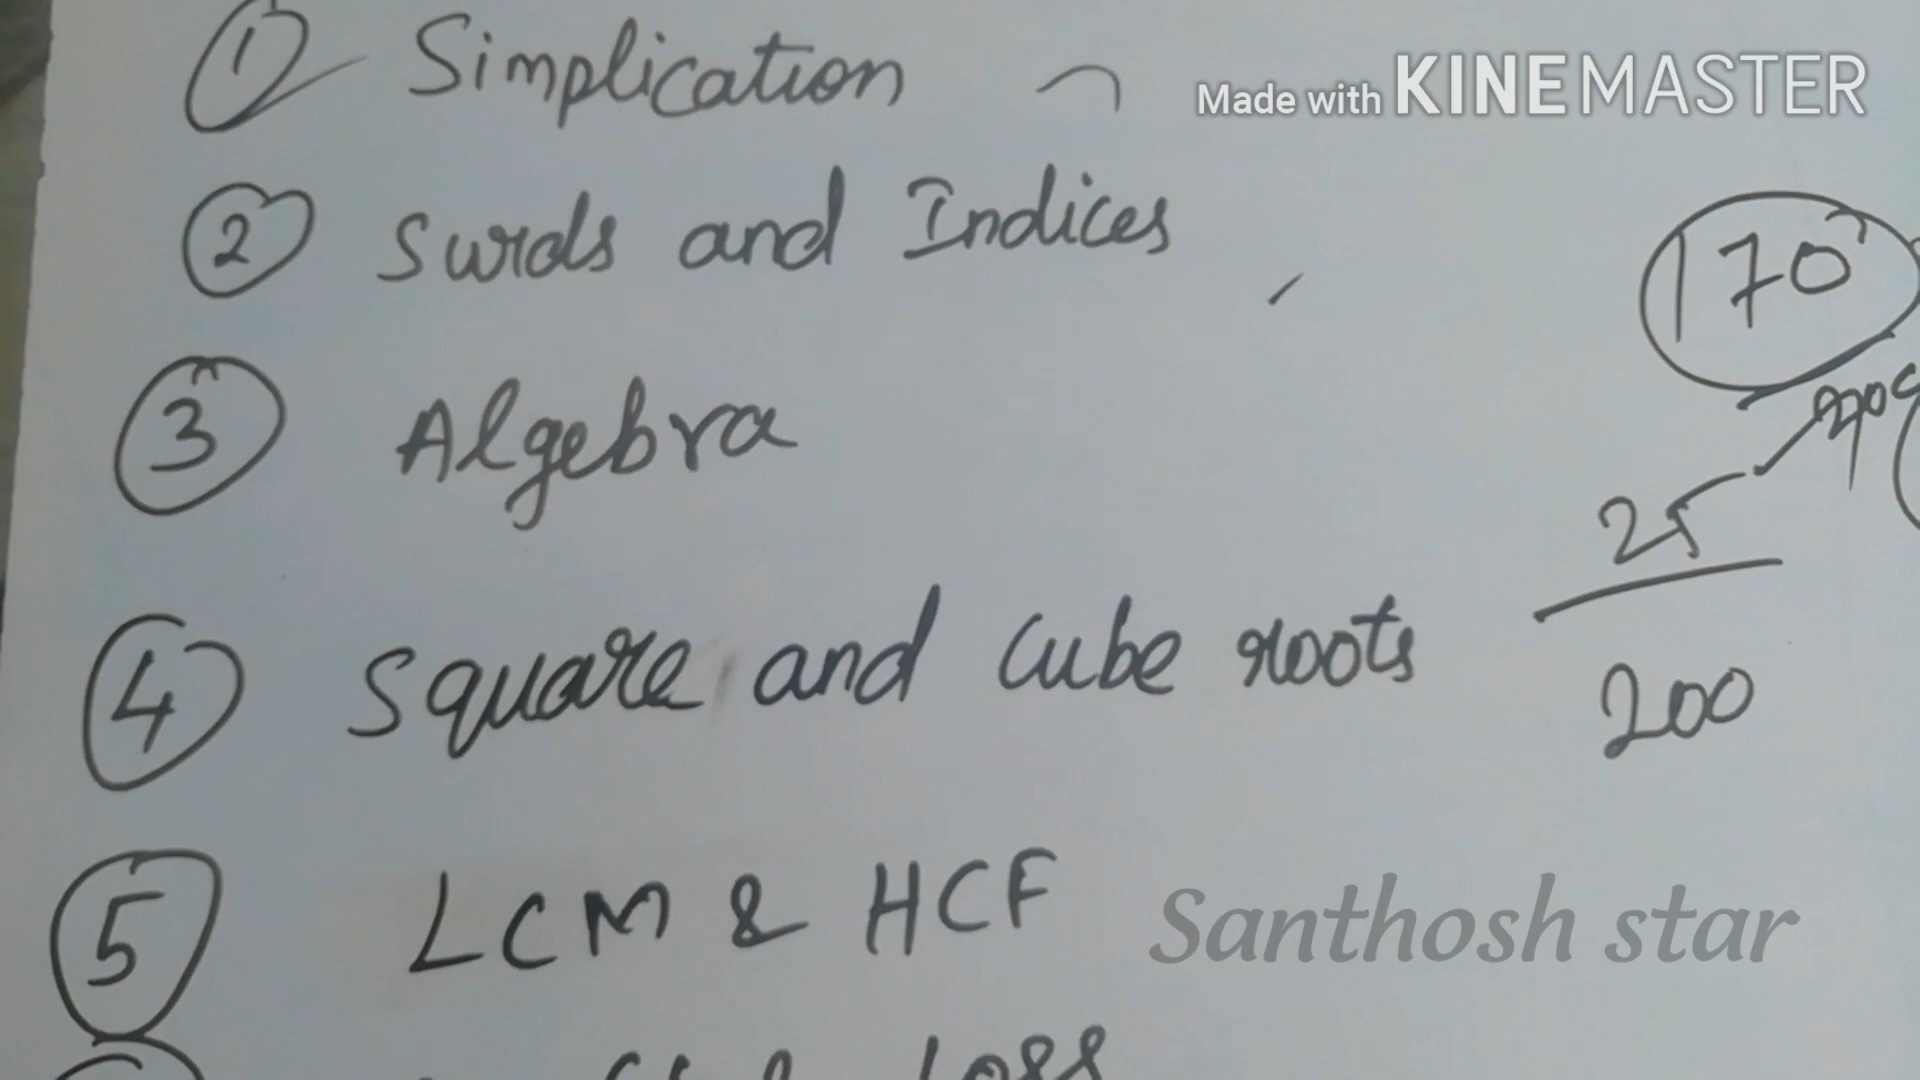 1 Simplication
Made with KINEMASTER
2 Surds and Indices
170
3 Algebra
25
200
4 Square and Cube roots
5 LCM & HCF
Santhosh star
& Loss